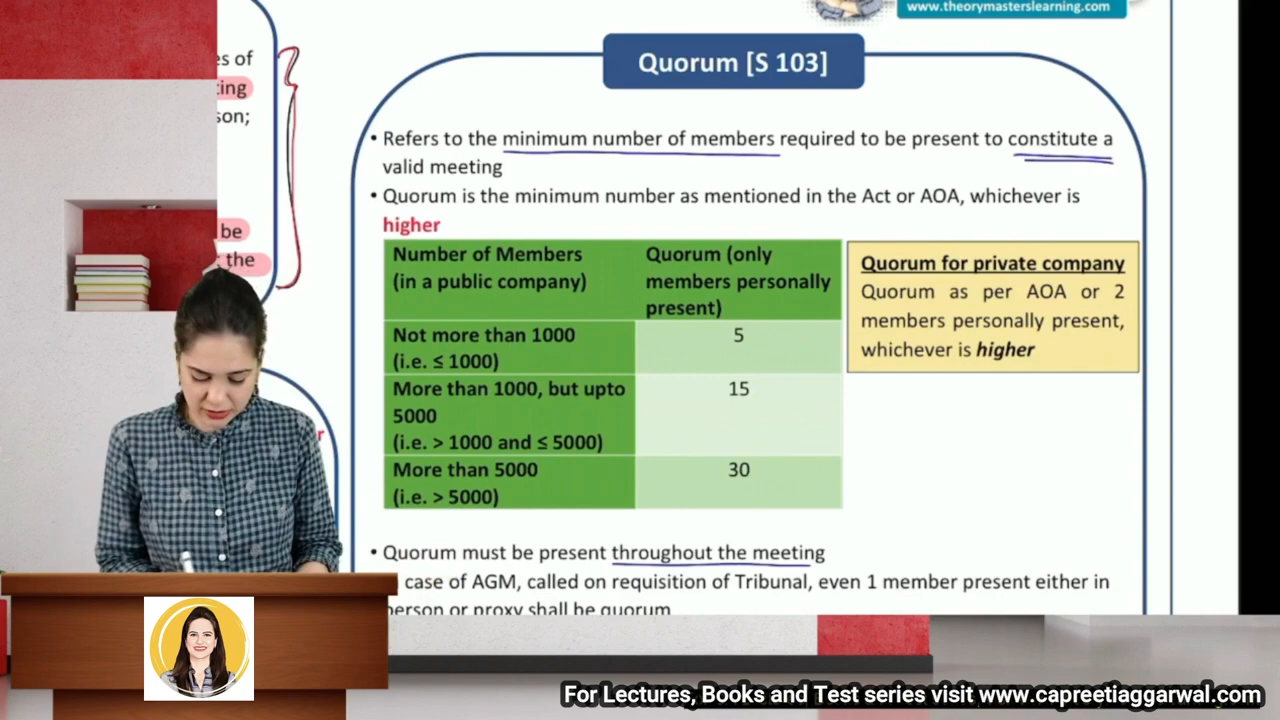 www.theorymasterslearning.com
es of
ting
son;
be
the
Quorum [S 103]
• Refers to the minimum number of members required to be present to constitute a
valid meeting
• Quorum is the minimum number as mentioned in the Act or AOA, whichever is
higher
Number of Members
(in a public company)
Quorum (only
members personally
present)
Not more than 1000
(i.e. ≤ 1000)
5
More than 1000, but upto
5000
(i.e. > 1000 and ≤ 5000)
15
More than 5000
(i.e. > 5000)
30
Quorum for private company
Quorum as per AOA or 2
members personally present,
whichever is higher
• Quorum must be present throughout the meeting
case of AGM, called on requisition of Tribunal, even 1 member present either in
person or proxy shall be quorum
For Lectures, Books and Test series visit www.capreetiaggarwal.com